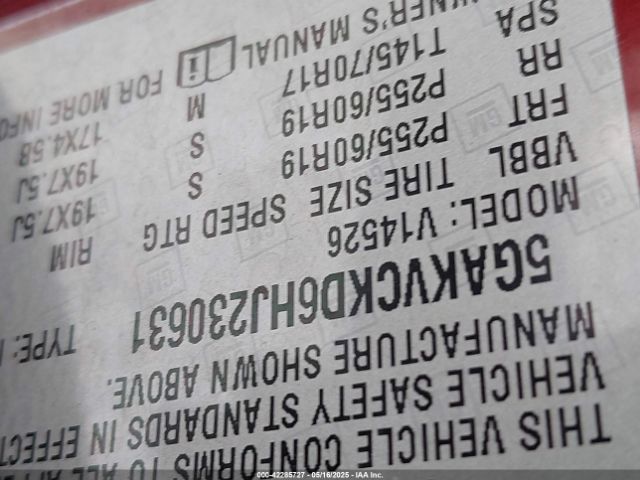 THIS VEHICLE CONFORMS TO ALL
VEHICLE SAFETY STANDARDS IN EFFECT
MANUFACTURE SHOWN ABOVE.
5GAKVCKD6HJ230631 TYPE:
MODEL: V14526
VBBL TIRE SIZE SPEED RTG RIM
FRT P255/60R19 S 19X7.5J
RR P255/60R19 S 19X7.5J
SPA T145/70R17 M 17X4.5B
OWNER'S MANUAL i FOR MORE INFO
000-42285727 - 05/16/2025 - IAA Inc.